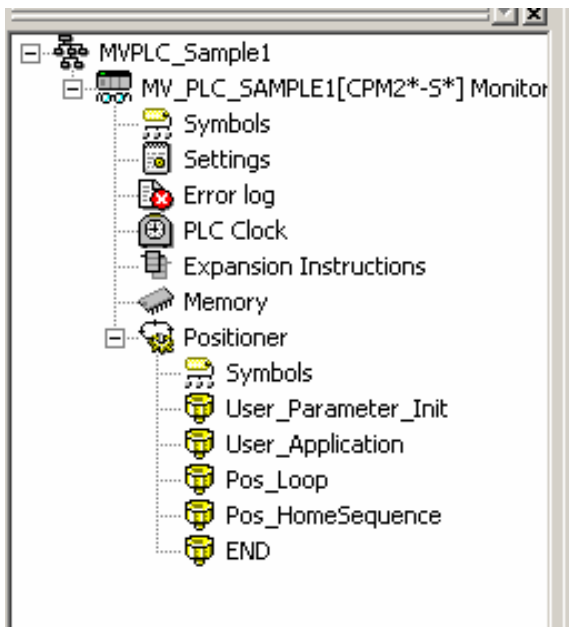 MVPLC_Sample1
MV_PLC_SAMPLE1[CPM2*-S*] Monitor
Symbols
Settings
Error log
PLC Clock
Expansion Instructions
Memory
Positioner
Symbols
User_Parameter_Init
User_Application
Pos_Loop
Pos_HomeSequence
END